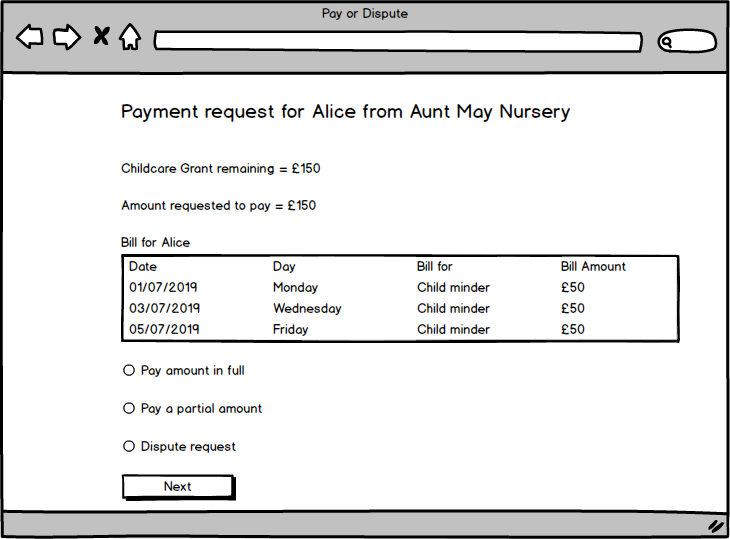 Pay or Dispute
Payment request for Alice from Aunt May Nursery
Childcare Grant remaining = £150
Amount requested to pay = £150
Bill for Alice
Date Day Bill for Bill Amount
01/07/2019 Monday Child minder £50
03/07/2019 Wednesday Child minder £50
05/07/2019 Friday Child minder £50
Pay amount in full
Pay a partial amount
Dispute request
Next